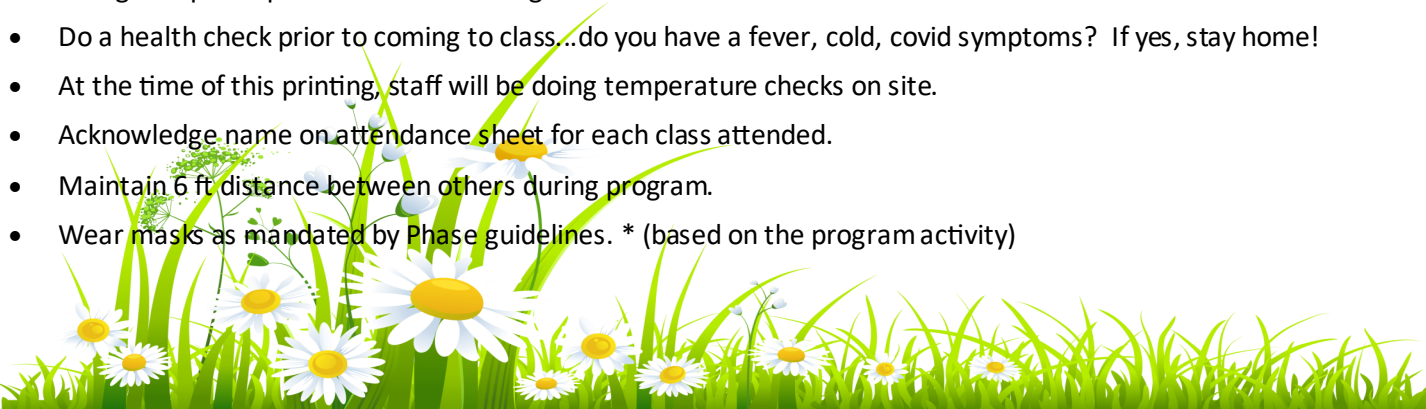 • Do a health check prior to coming to class...do you have a fever, cold, covid symptoms?  If yes, stay home!
• At the time of this printing, staff will be doing temperature checks on site.
• Acknowledge name on attendance sheet for each class attended.
• Maintain 6 ft distance between others during program.
• Wear masks as mandated by Phase guidelines. * (based on the program activity)